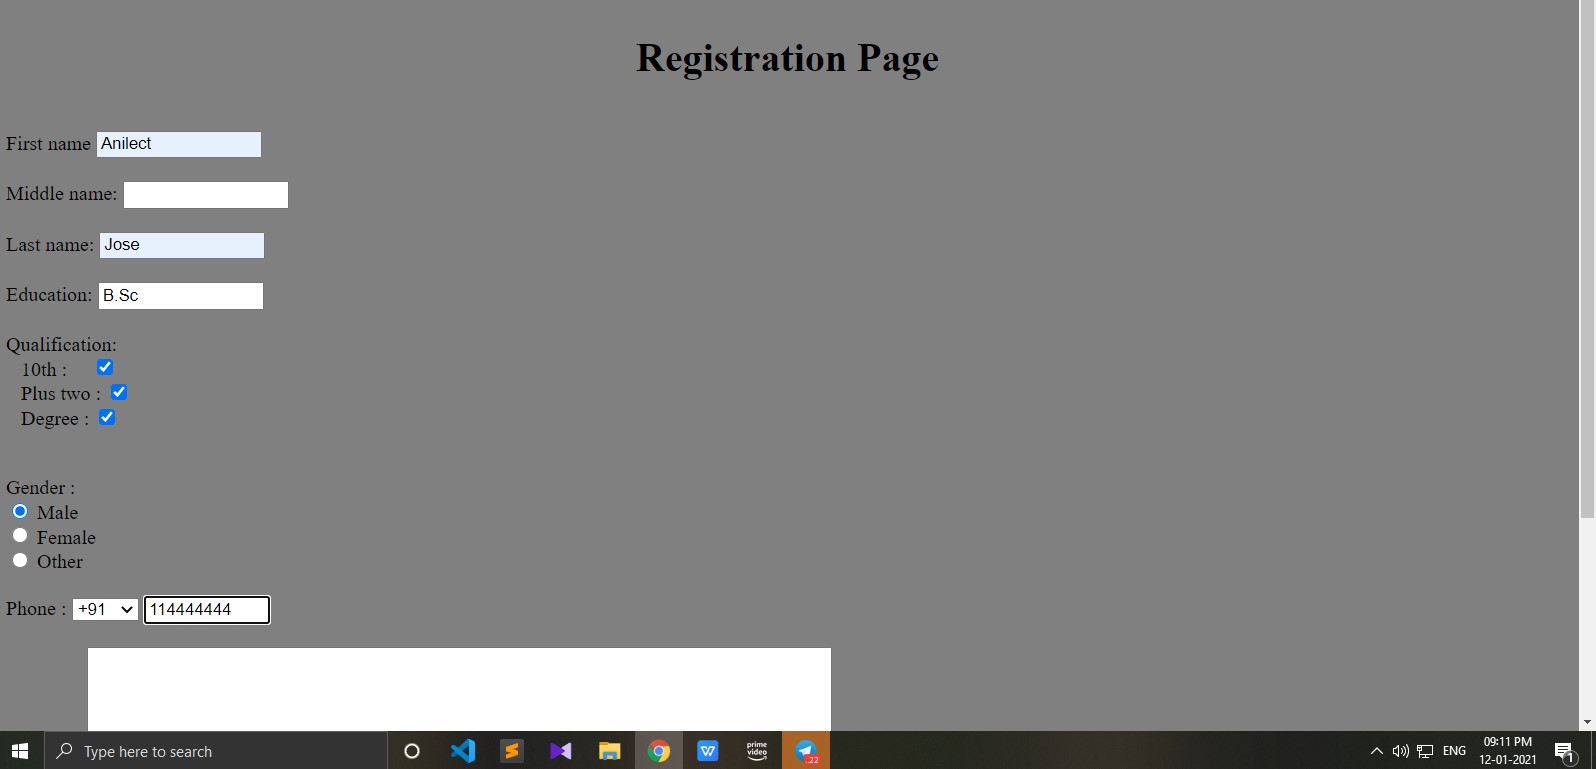 Registration Page
First name Anilect
Middle name:
Last name: Jose
Education: B.Sc
Qualification:
10th :
Plus two :
Degree :
Gender :
Male
Female
Other
Phone : +91 114444444
Type here to search
prime
video
.22
ENG
09:11 PM
12-01-2021
1